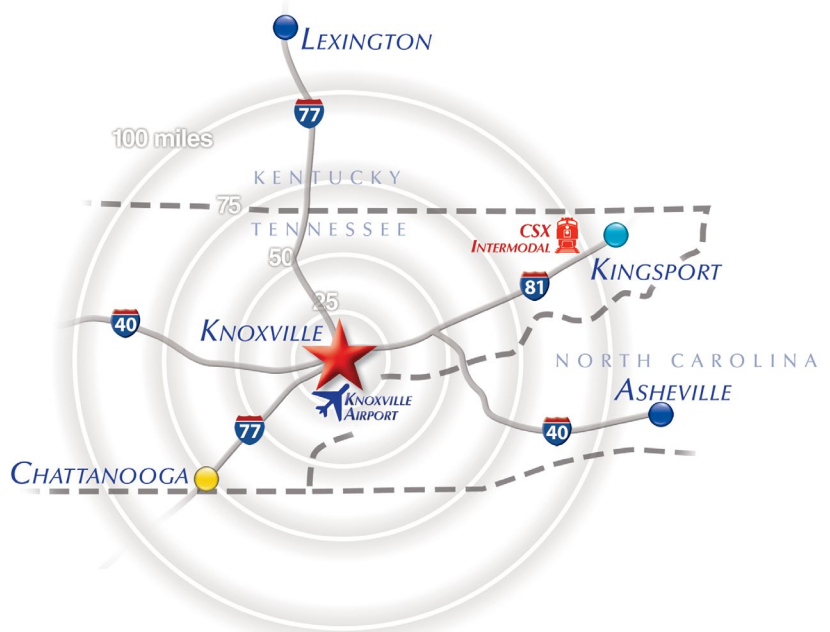 LEXINGTON
77
100 miles
KENTUCKY
75
TENNESSEE
CSX
INTERMODAL
50
KINGSPORT
81
25
40
KNOXVILLE
NORTH CAROLINA
KNOXVILLE
AIRPORT
ASHEVILLE
77
40
CHATTANOOGA